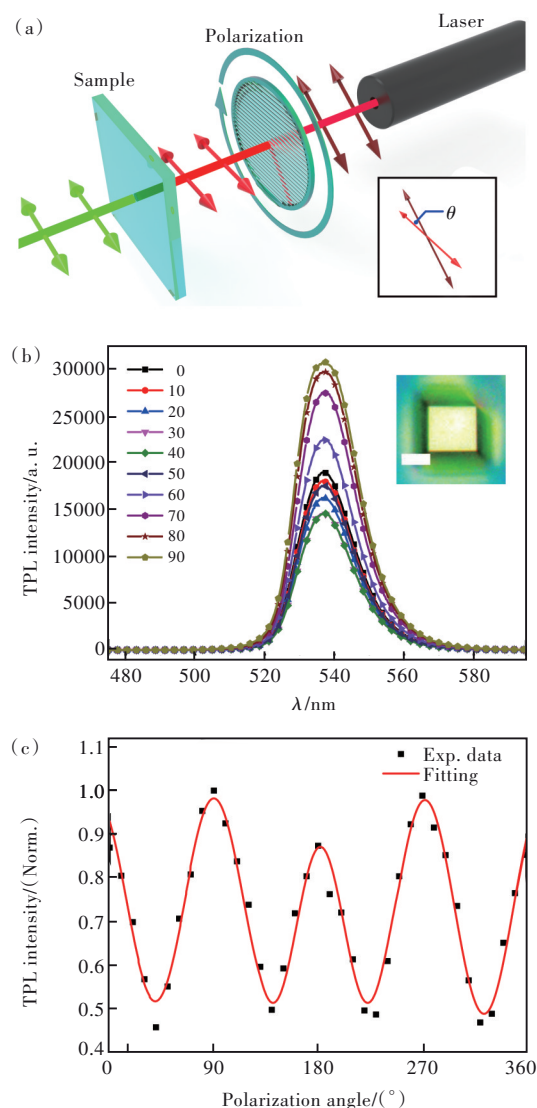 (a)
Laser
Polarization
Sample
θ
(b)
30000
25000
20000
15000
10000
5000
0
TPL intensity/a. u.
0
10
20
30
40
50
60
70
80
90
480 500 520 540 560 580
λ/nm
(c)
1.1
1.0
0.9
0.8
0.7
0.6
0.5
0.4
TPL intensity/(Norm.)
Exp. data
Fitting
0 90 180 270 360
Polarization angle/(°)